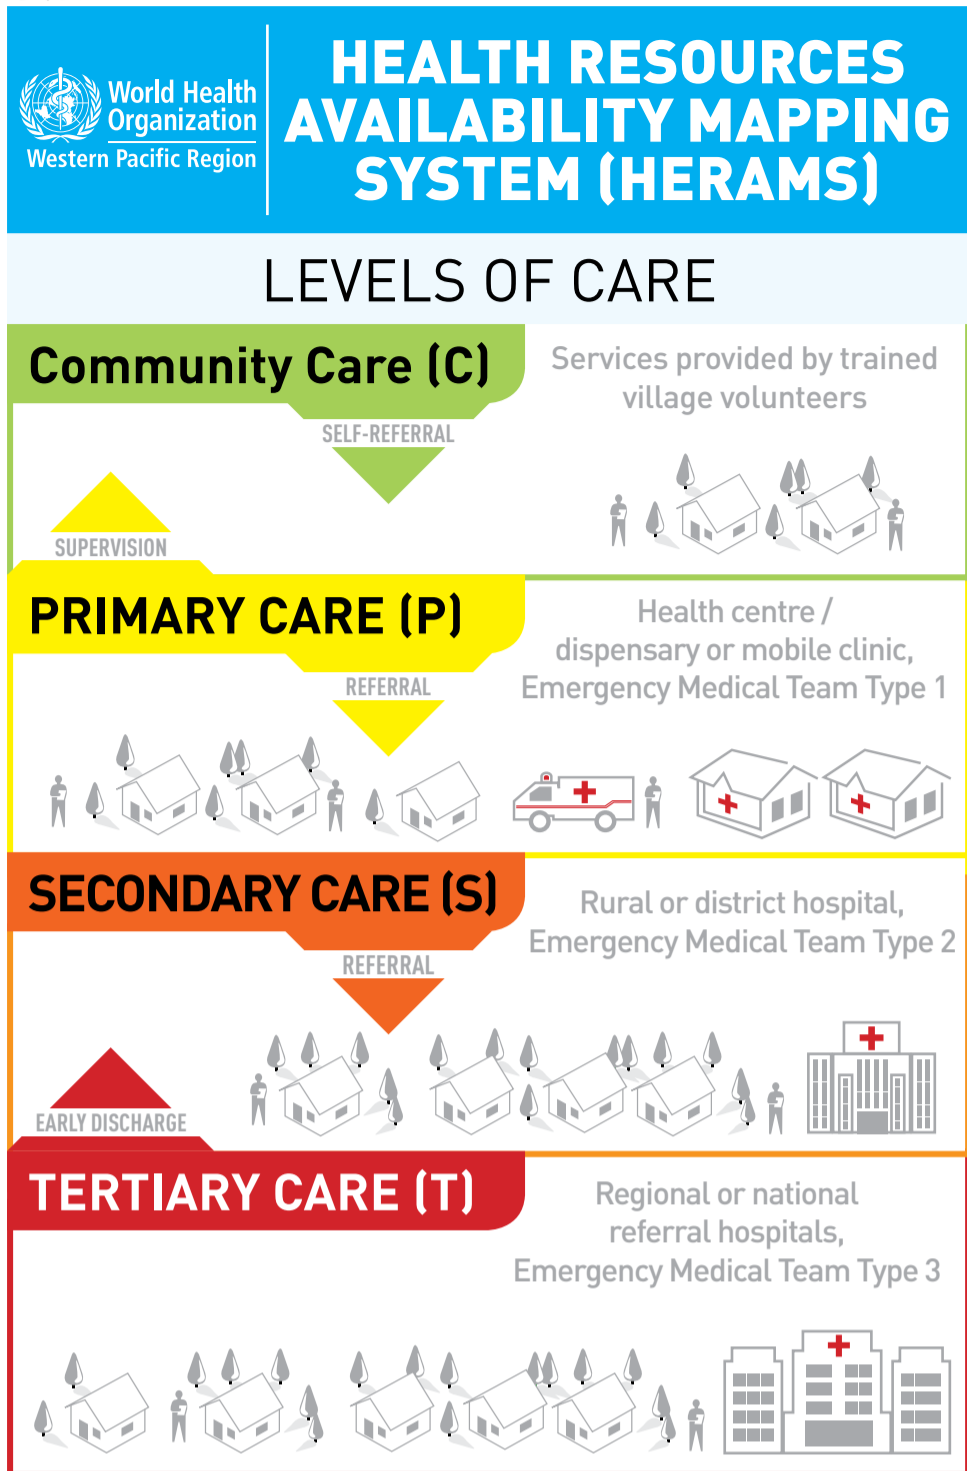 World Health
Organization
Western Pacific Region
HEALTH RESOURCES
AVAILABILITY MAPPING
SYSTEM (HERAMS)
LEVELS OF CARE
Community Care (C)
Services provided by trained
village volunteers
SELF-REFERRAL
SUPERVISION
PRIMARY CARE (P)
Health centre /
dispensary or mobile clinic,
Emergency Medical Team Type 1
REFERRAL
SECONDARY CARE (S)
Rural or district hospital,
Emergency Medical Team Type 2
REFERRAL
EARLY DISCHARGE
TERTIARY CARE (T)
Regional or national
referral hospitals,
Emergency Medical Team Type 3